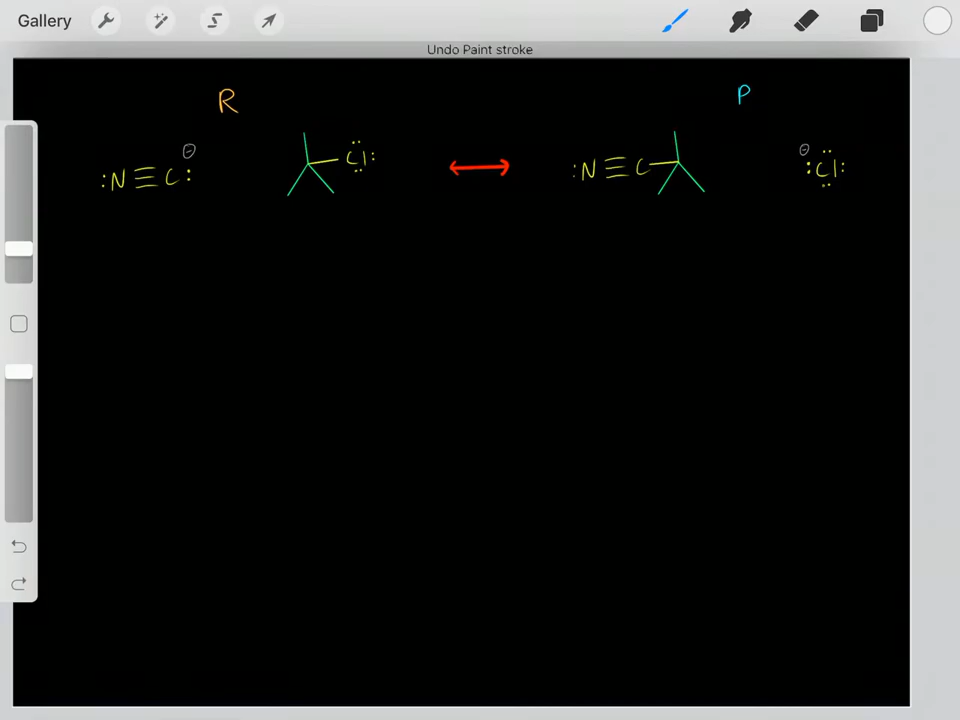 Gallery
Undo Paint stroke
R
P
:N≡C:⊖
Cl
:N≡C
⊖ :Cl: